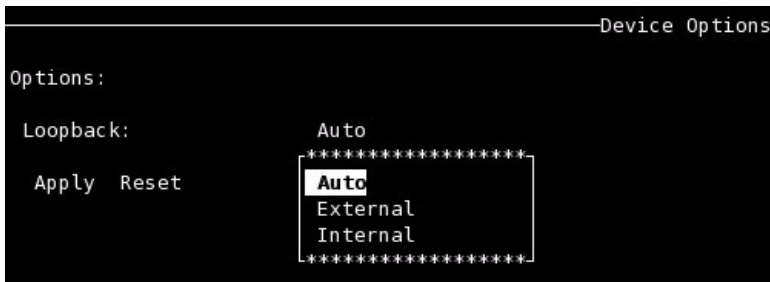 Device Options
Options:
Loopback: Auto
******************
Apply Reset Auto
External
Internal
*******************